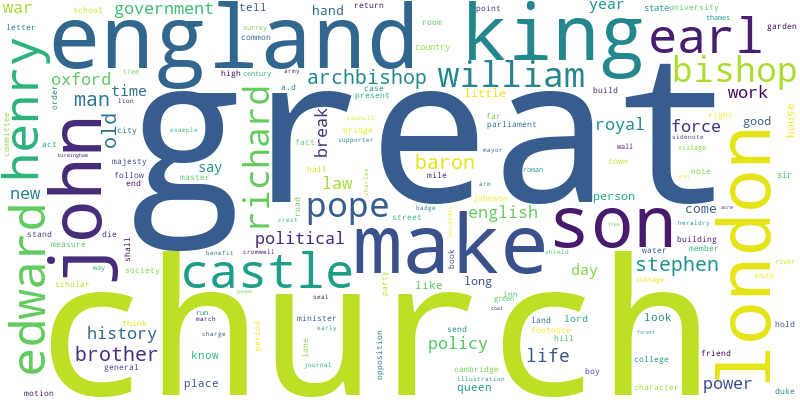 war
school
government
tell
surrey
common
hand
return
room
country
year
point
state
university
thames
garden
letter
england
king
earl
tree
high
century
army
archbishop
case
present
william
bishop
henry
oxford
man
time
a.d
little
build
work
order
lion
old
city
act
committee
john
great
richard
break
fact
council
bridge
supporter
far
parliament
royal
force
right
good
house
example
mayor
wall
sidenote
village
birmingham
majesty
say
hall
baron
roman
town
new
follow
end
master
road
law
mile
charles
arm
johnson
person
note
sir
edward
shall
crest
pope
badge
street
english
come
acre
london
stand
die
measure
political
make
son
heraldry
building
member
may
society
castle
day
stephen
water
river
south
scholar
benefit
cromwell
book
shield
like
long
inn
green
cottage
church
seal
pound
party
coal
run
march
minister
early
land
lord
look
forest
hold
history
think
charge
period
footnote
send
hill
policy
brother
know
lane
opposition
life
college
friend
general
place
journal
cambridge
illustration
queen
boy
character
power
motion
duke